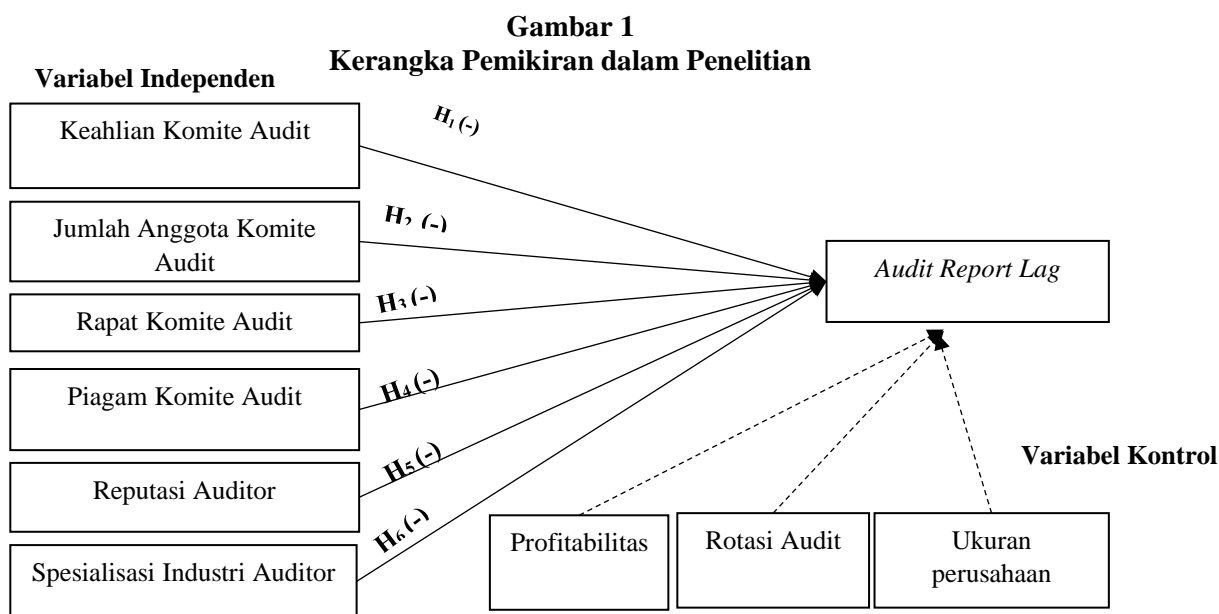 Gambar 1
Kerangka Pemikiran dalam Penelitian
Variabel Independen
Keahlian Komite Audit
H₁ (-)
Jumlah Anggota Komite
Audit
H₂ (-)
Audit Report Lag
Rapat Komite Audit
H₃ (-)
Piagam Komite Audit
H₄ (-)
Reputasi Auditor
H₅ (-)
Variabel Kontrol
Spesialisasi Industri Auditor
H₆ (-)
Profitabilitas
Rotasi Audit
Ukuran
perusahaan